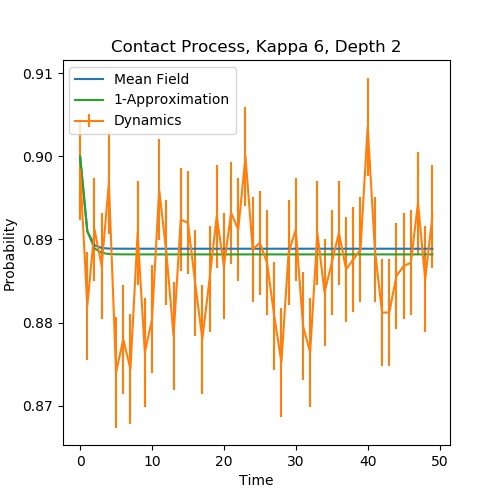 Contact Process, Kappa 6, Depth 2
Mean Field
1-Approximation
Dynamics
Probability
0.91
0.90
0.89
0.88
0.87
0
10
20
30
40
50
Time